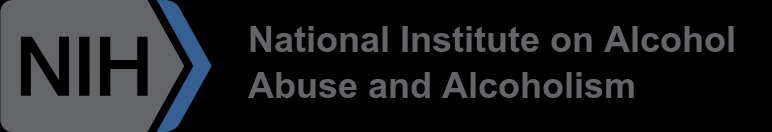 NIH
National Institute on Alcohol
Abuse and Alcoholism